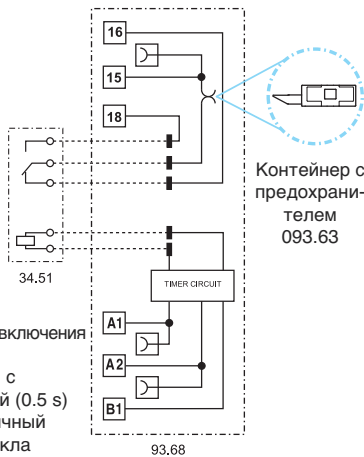 16
15
18
Контейнер с
предохрани-
телем
093.63
34.51
TIMER CIRCUIT
A1
включения
A2
с
й (0.5 s)
ичный
B1
кла
93.68